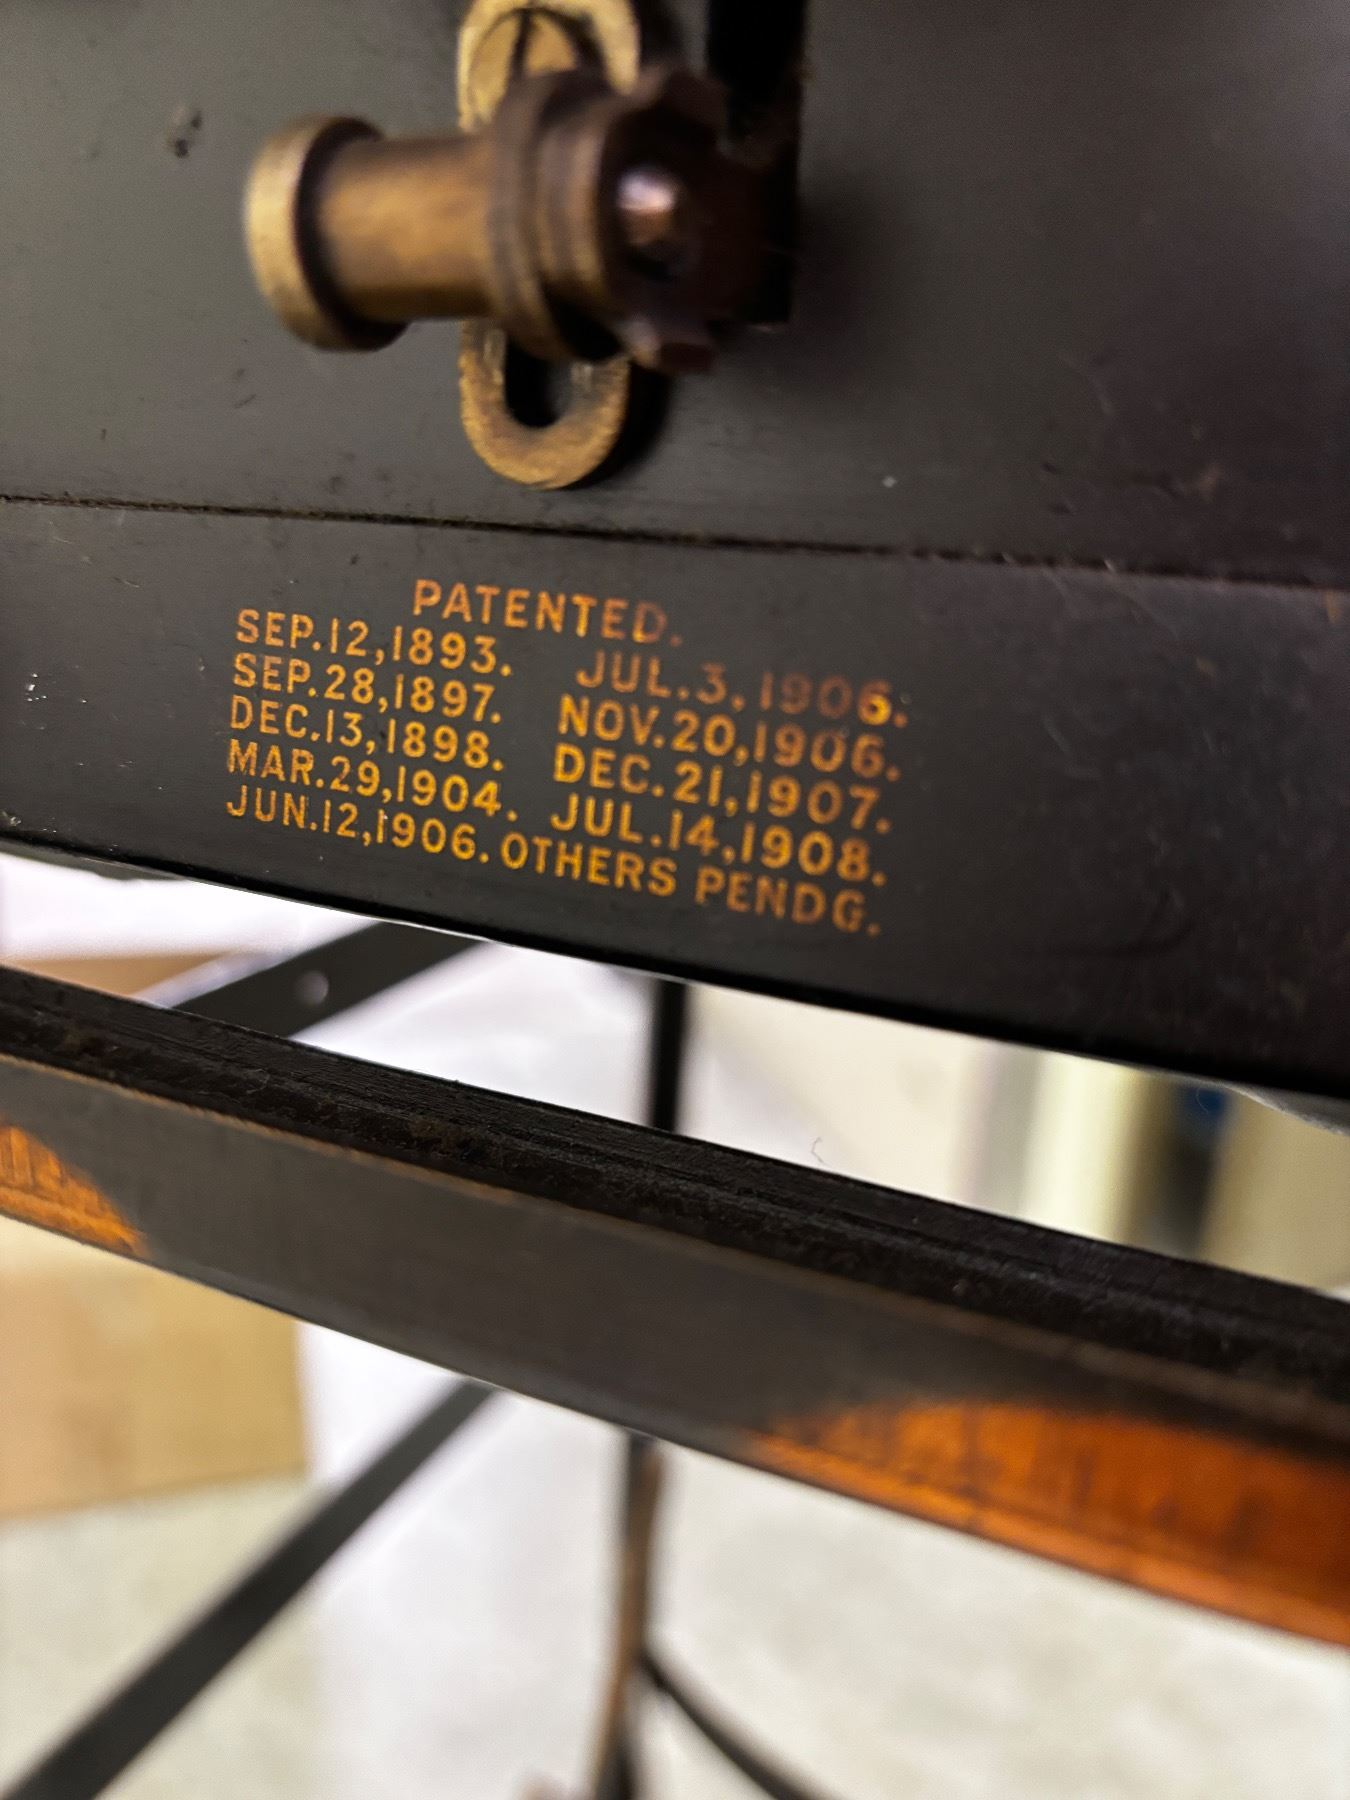 PATENTED.
SEP.12,1893. JUL.3,1906.
SEP.28,1897. NOV.20,1906.
DEC.13,1898. DEC.21,1907.
MAR.29,1904. JUL.14,1908.
JUN.12,1906. OTHERS PENDG.